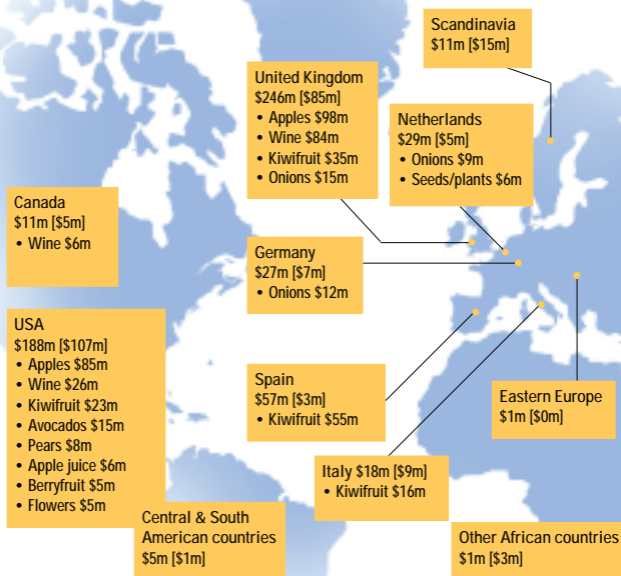 Scandinavia
$11m [$15m]
United Kingdom
$246m [$85m]
• Apples $98m
• Wine $84m
• Kiwifruit $35m
• Onions $15m
Netherlands
$29m [$5m]
• Onions $9m
• Seeds/plants $6m
Canada
$11m [$5m]
• Wine $6m
Germany
$27m [$7m]
• Onions $12m
USA
$188m [$107m]
• Apples $85m
• Wine $26m
• Kiwifruit $23m
• Avocados $15m
• Pears $8m
• Apple juice $6m
• Berryfruit $5m
• Flowers $5m
Spain
$57m [$3m]
• Kiwifruit $55m
Eastern Europe
$1m [$0m]
Italy $18m [$9m]
• Kiwifruit $16m
Central & South
American countries
$5m [$1m]
Other African countries
$1m [$3m]